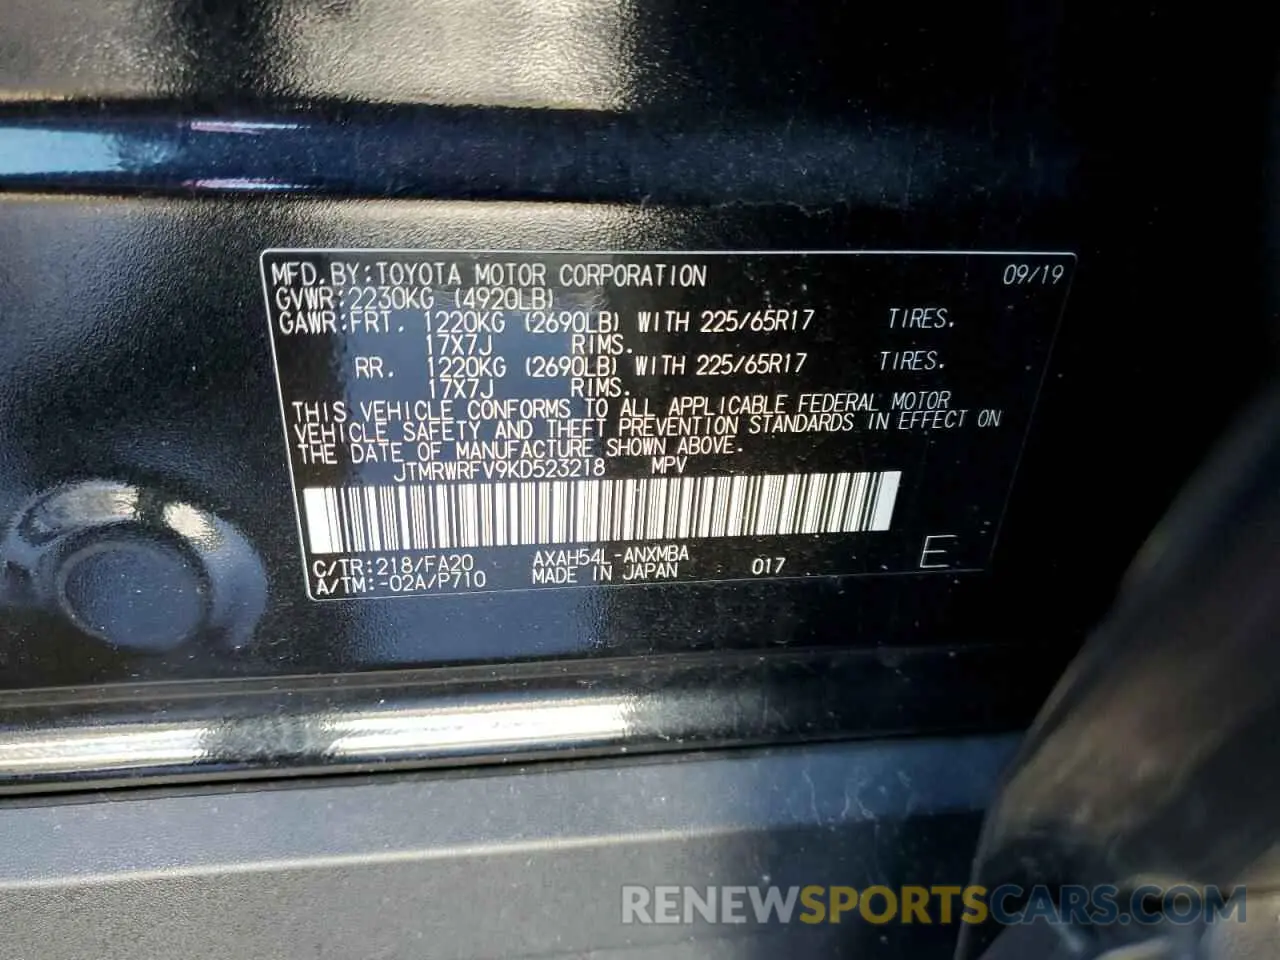 MFD. BY: TOYOTA MOTOR CORPORATION 09/19
GVWR: 2230KG (4920LB)
GAWR: FRT. 1220KG (2690LB) WITH 225/65R17 TIRES.
17X7J RIMS.
RR. 1220KG (2690LB) WITH 225/65R17 TIRES.
17X7J RIMS.
THIS VEHICLE CONFORMS TO ALL APPLICABLE FEDERAL MOTOR
VEHICLE SAFETY AND THEFT PREVENTION STANDARDS IN EFFECT ON
THE DATE OF MANUFACTURE SHOWN ABOVE.
JTMRWRFV9KD523218 MPV
C/TR: 218/FA20 AXAH54L-ANXMBA
A/TM: -02A/P710 MADE IN JAPAN 017 E
RENEWSPORTSCARS.COM